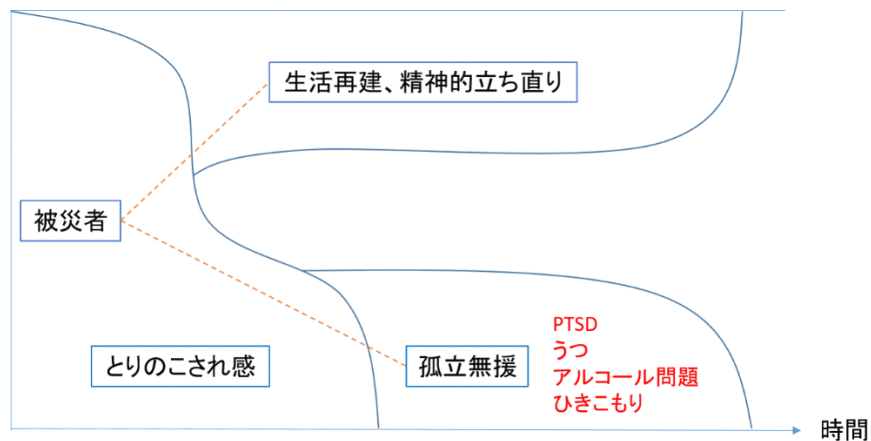 生活再建、精神的立ち直り
被災者
とりのこされ感
孤立無援
PTSD
うつ
アルコール問題
ひきこもり
時間